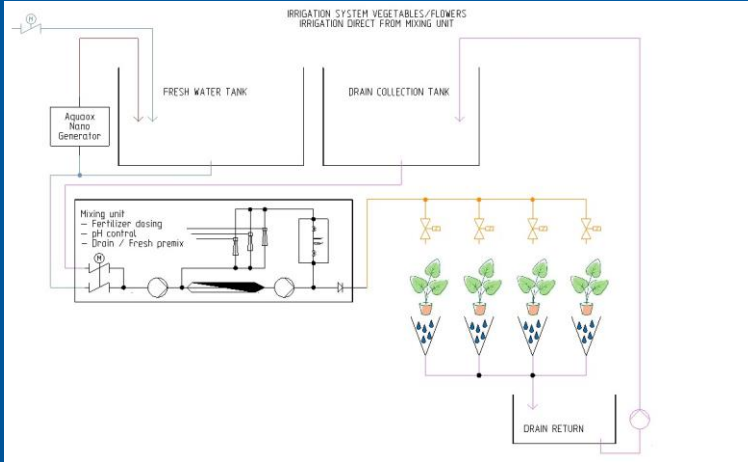 IRRIGATION SYSTEM VEGETABLES/FLOWERS
IRRIGATION DIRECT FROM MIXING UNIT
M
FRESH WATER TANK
DRAIN COLLECTION TANK
Aquaox
Nano
Generator
Mixing unit
- Fertilizer dosing
- pH control
- Drain / Fresh premix
M
DRAIN RETURN